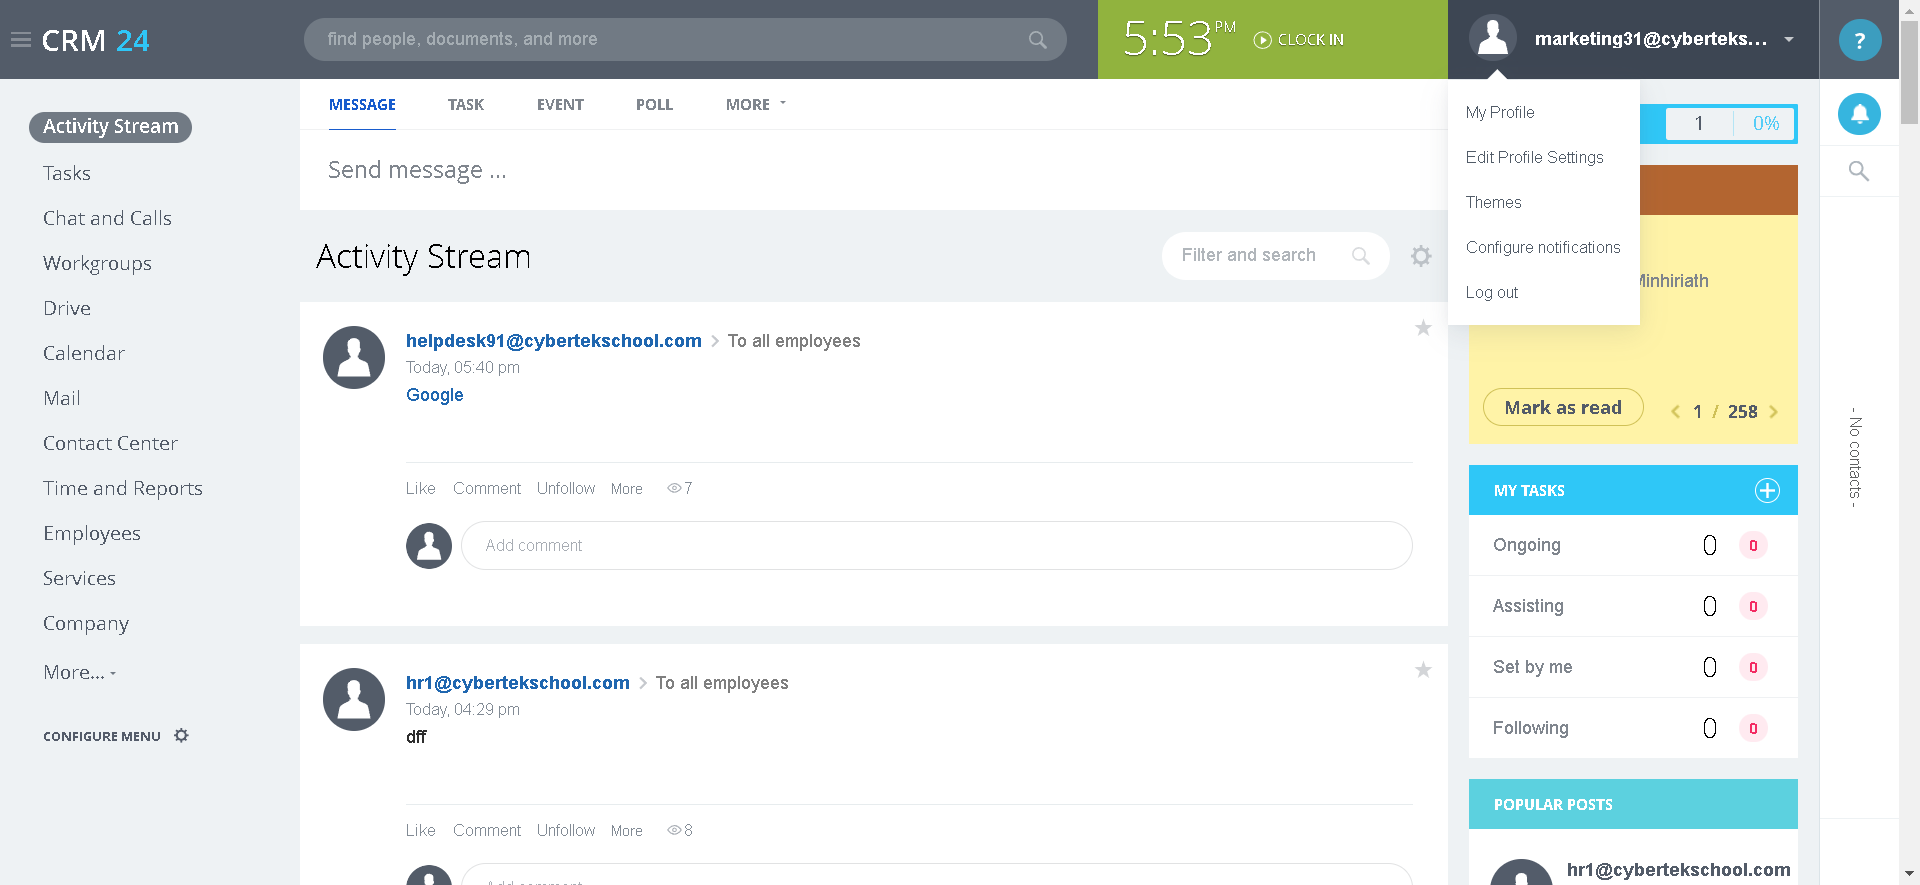 CRM 24
find people, documents, and more
5:53 PM
CLOCK IN
marketing31@cyberteks...
?
Activity Stream
Tasks
Chat and Calls
Workgroups
Drive
Calendar
Mail
Contact Center
Time and Reports
Employees
Services
Company
More...
CONFIGURE MENU
MESSAGE TASK EVENT POLL MORE
Send message ...
Activity Stream
Filter and search
helpdesk91@cybertekschool.com > To all employees
Today, 05:40 pm
Google
Like Comment Unfollow More 7
Add comment
hr1@cybertekschool.com > To all employees
Today, 04:29 pm
dff
Like Comment Unfollow More 8
My Profile
Edit Profile Settings
Themes
Configure notifications
Log out
1 0%
Minhiriath
Mark as read
1 / 258
MY TASKS
Ongoing 0 0
Assisting 0 0
Set by me 0 0
Following 0 0
POPULAR POSTS
hr1@cybertekschool.com
- No contacts -